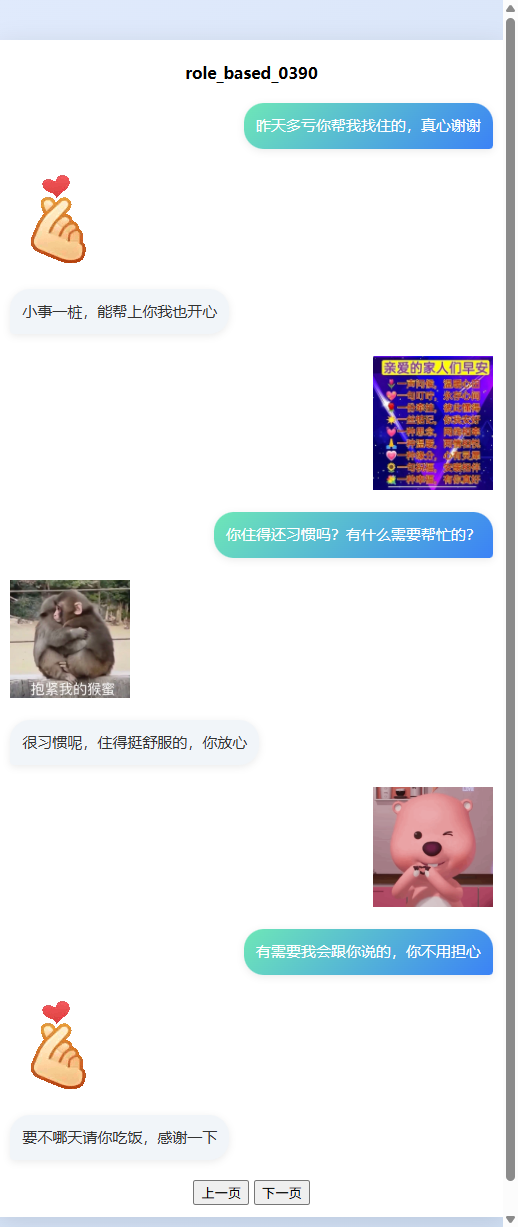 role_based_0390
昨天多亏你帮我找住的，真心谢谢
小事一桩，能帮上你我也开心
亲爱的家人们早安
你住得还习惯吗？有什么需要帮忙的？
抱紧我的猴蜜
很习惯呢，住得挺舒服的，你放心
有需要我会跟你说的，你不用担心
要不哪天请你吃饭，感谢一下
上一页 下一页